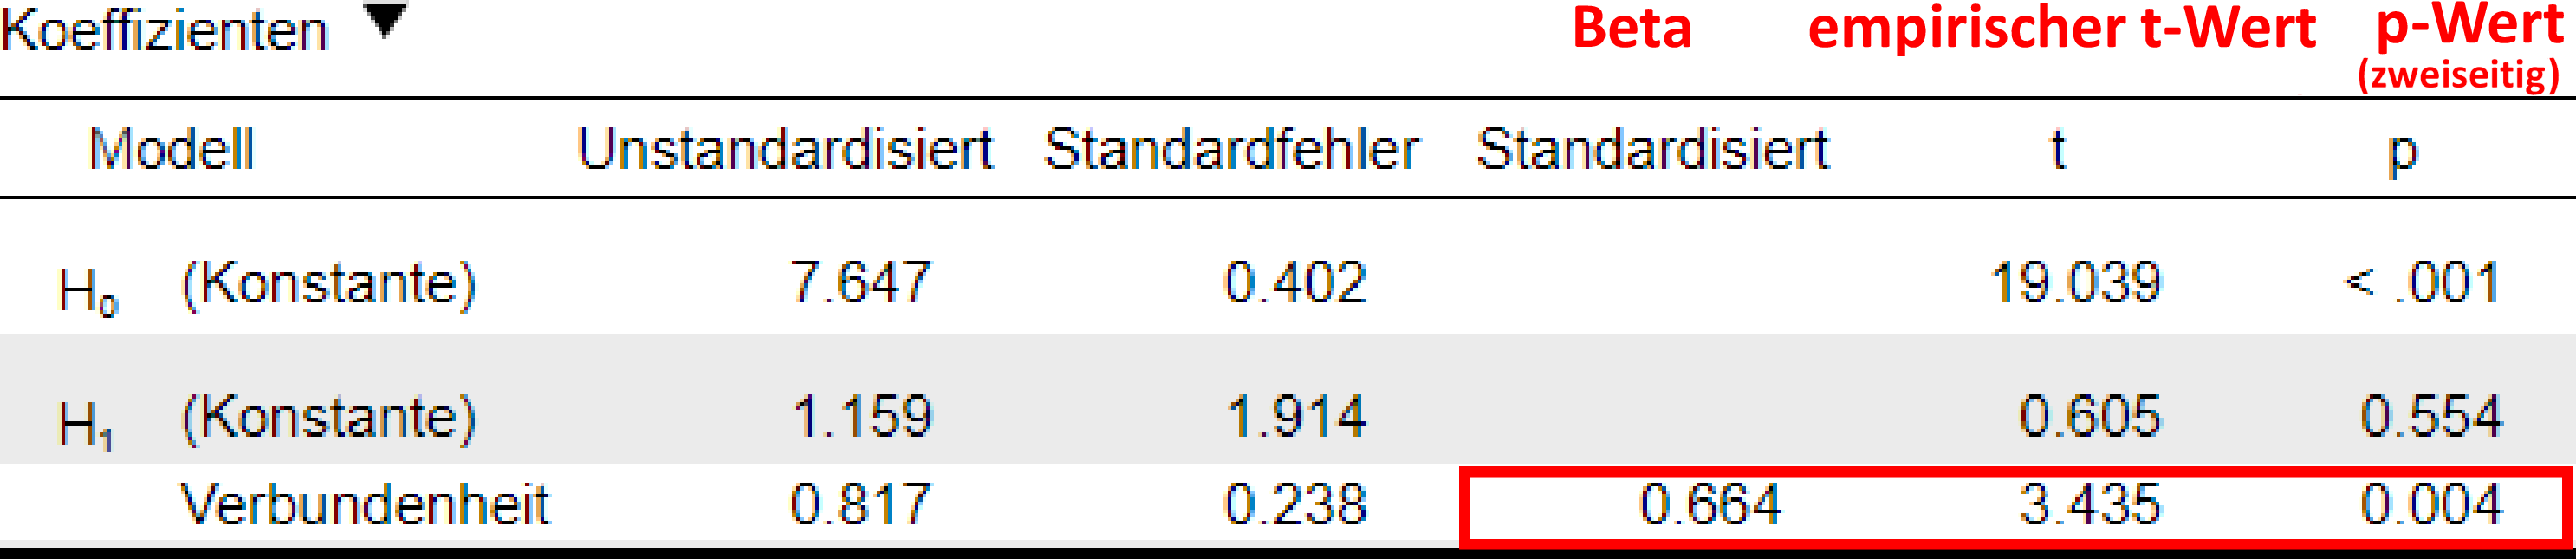 Koeffizienten ▼ Beta empirischer t-Wert p-Wert
(zweiseitig)
Modell Unstandardisiert Standardfehler Standardisiert t p
H₀ (Konstante) 7.647 0.402 19.039 < .001
H₁ (Konstante) 1.159 1.914 0.605 0.554
Verbundenheit 0.817 0.238 0.664 3.435 0.004